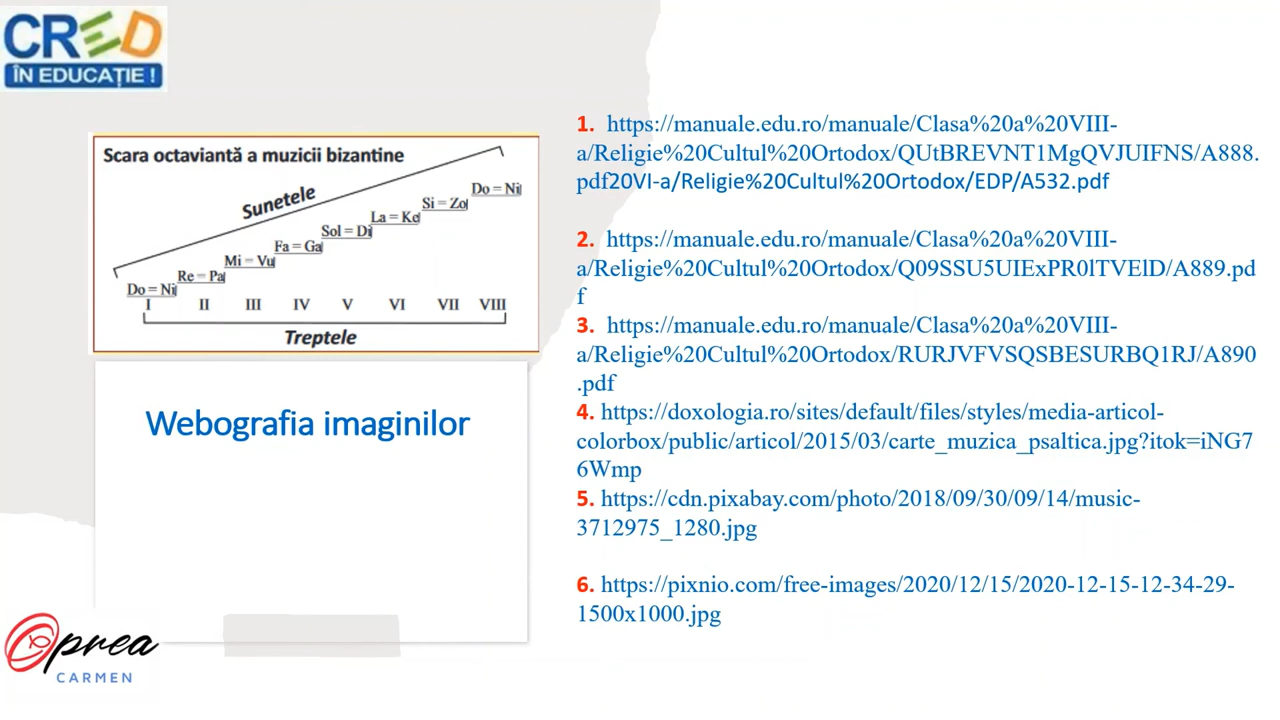 CRED
ÎN EDUCAȚIE !
Scara octaviantă a muzicii bizantine
Sunetele
Do = Ni
Si = Zo
La = Ke
Sol = Di
Fa = Ga
Mi = Vu
Re = Pa
Do = Ni
I II III IV V VI VII VIII
Treptele
Webografia imaginilor
1. https://manuale.edu.ro/manuale/Clasa%20a%20VIII-
a/Religie%20Cultul%20Ortodox/QUtBREVNT1MgQVJUIFNS/A888.
pdf20VI-a/Religie%20Cultul%20Ortodox/EDP/A532.pdf
2. https://manuale.edu.ro/manuale/Clasa%20a%20VIII-
a/Religie%20Cultul%20Ortodox/Q09SSU5UIExPR0lTVElD/A889.pd
f
3. https://manuale.edu.ro/manuale/Clasa%20a%20VIII-
a/Religie%20Cultul%20Ortodox/RURJVFVSQSBESURBQ1RJ/A890
.pdf
4. https://doxologia.ro/sites/default/files/styles/media-articol-
colorbox/public/articol/2015/03/carte_muzica_psaltica.jpg?itok=iNG7
6Wmp
5. https://cdn.pixabay.com/photo/2018/09/30/09/14/music-
3712975_1280.jpg
6. https://pixnio.com/free-images/2020/12/15/2020-12-15-12-34-29-
1500x1000.jpg
Oprea
CARMEN